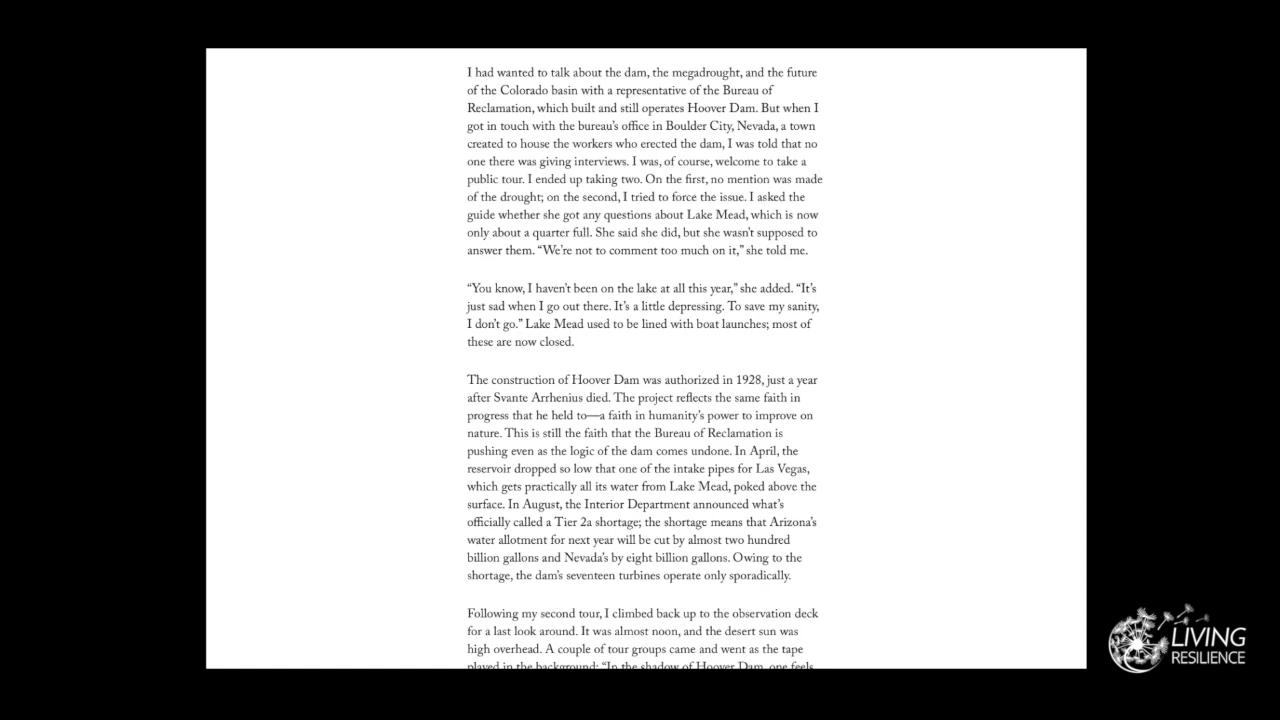 I had wanted to talk about the dam, the megadrought, and the future
of the Colorado basin with a representative of the Bureau of
Reclamation, which built and still operates Hoover Dam. But when I
got in touch with the bureau’s office in Boulder City, Nevada, a town
created to house the workers who erected the dam, I was told that no
one there was giving interviews. I was, of course, welcome to take a
public tour. I ended up taking two. On the first, no mention was made
of the drought; on the second, I tried to force the issue. I asked the
guide whether she got any questions about Lake Mead, which is now
only about a quarter full. She said she did, but she wasn’t supposed to
answer them. “We’re not to comment too much on it,” she told me.
“You know, I haven’t been on the lake at all this year,” she added. “It’s
just sad when I go out there. It’s a little depressing. To save my sanity,
I don’t go.” Lake Mead used to be lined with boat launches; most of
these are now closed.
The construction of Hoover Dam was authorized in 1928, just a year
after Svante Arrhenius died. The project reflects the same faith in
progress that he held to—a faith in humanity’s power to improve on
nature. This is still the faith that the Bureau of Reclamation is
pushing even as the logic of the dam comes undone. In April, the
reservoir dropped so low that one of the intake pipes for Las Vegas,
which gets practically all its water from Lake Mead, poked above the
surface. In August, the Interior Department announced what’s
officially called a Tier 2a shortage; the shortage means that Arizona’s
water allotment for next year will be cut by almost two hundred
billion gallons and Nevada’s by eight billion gallons. Owing to the
shortage, the dam’s seventeen turbines operate only sporadically.
Following my second tour, I climbed back up to the observation deck
for a last look around. It was almost noon, and the desert sun was
high overhead. A couple of tour groups came and went as the tape
played in the background: “In the shadow of Hoover Dam, one feels
LIVING
RESILIENCE